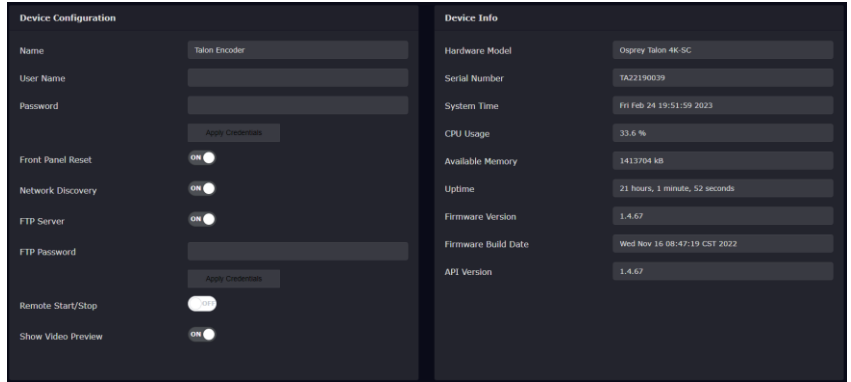 Device Configuration
Name
Talon Encoder
User Name
Password
Apply Credentials
Front Panel Reset
ON
Network Discovery
ON
FTP Server
ON
FTP Password
Apply Credentials
Remote Start/Stop
OFF
Show Video Preview
ON
Device Info
Hardware Model
Osprey Talon 4K-SC
Serial Number
TA22190039
System Time
Fri Feb 24 19:51:59 2023
CPU Usage
33.6 %
Available Memory
1413704 kB
Uptime
21 hours, 1 minute, 52 seconds
Firmware Version
1.4.67
Firmware Build Date
Wed Nov 16 08:47:19 CST 2022
API Version
1.4.67